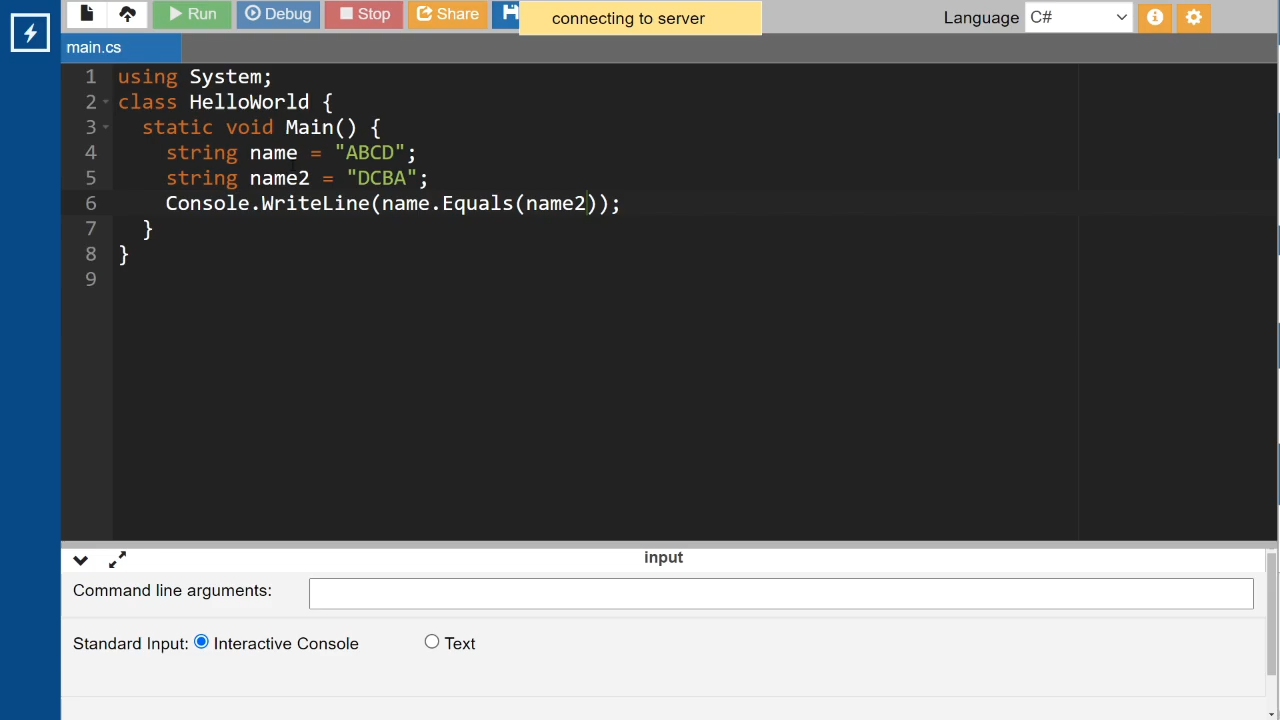 Run Debug Stop Share connecting to server Language C#
main.cs
1 using System;
2 class HelloWorld {
3 static void Main() {
4 string name = "ABCD";
5 string name2 = "DCBA";
6 Console.WriteLine(name.Equals(name2));
7 }
8 }
9
input
Command line arguments:
Standard Input: Interactive Console Text